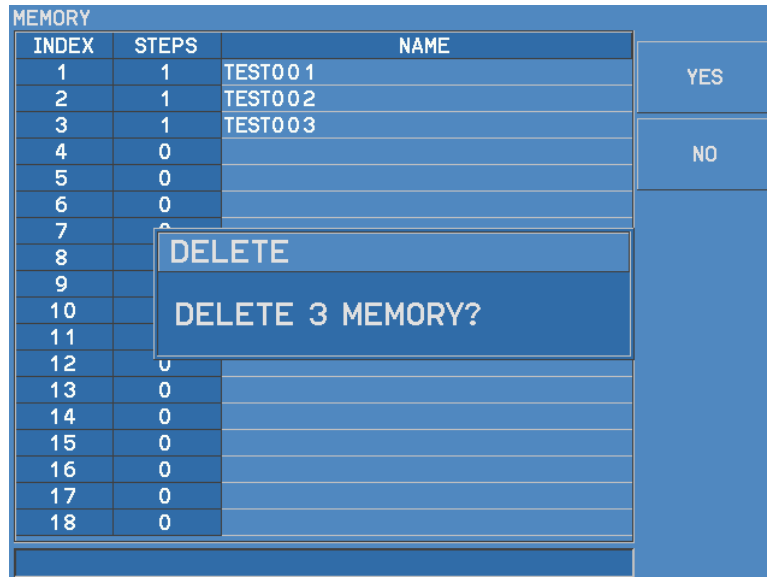 MEMORY
INDEX STEPS NAME
1 1 TEST001
2 1 TEST002
3 1 TEST003
4 0
5 0
6 0
7
8
9
10
11
12 0
13 0
14 0
15 0
16 0
17 0
18 0
DELETE
DELETE 3 MEMORY?
YES
NO